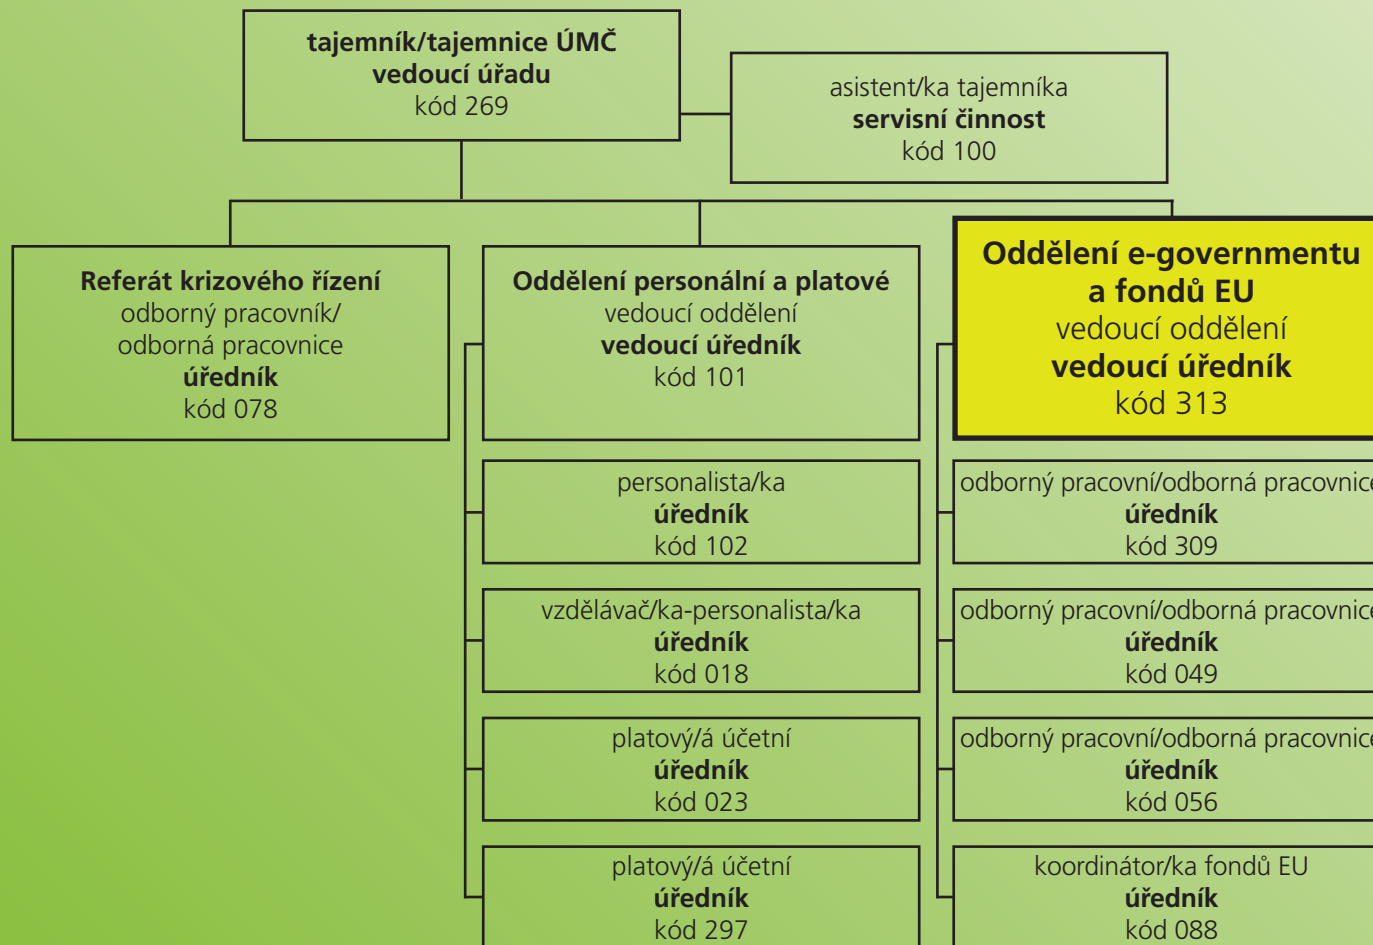 tajemník/tajemnice ÚMČ
vedoucí úřadu
kód 269
asistent/ka tajemníka
servisní činnost
kód 100
Referát krizového řízení
odborný pracovník/
odborná pracovnice
úředník
kód 078
Oddělení personální a platové
vedoucí oddělení
vedoucí úředník
kód 101
Oddělení e-governmentu
a fondů EU
vedoucí oddělení
vedoucí úředník
kód 313
personalista/ka
úředník
kód 102
vzdělávač/ka-personalista/ka
úředník
kód 018
platový/á účetní
úředník
kód 023
platový/á účetní
úředník
kód 297
odborný pracovní/odborná pracovnice
úředník
kód 309
odborný pracovní/odborná pracovnice
úředník
kód 049
odborný pracovní/odborná pracovnice
úředník
kód 056
koordinátor/ka fondů EU
úředník
kód 088